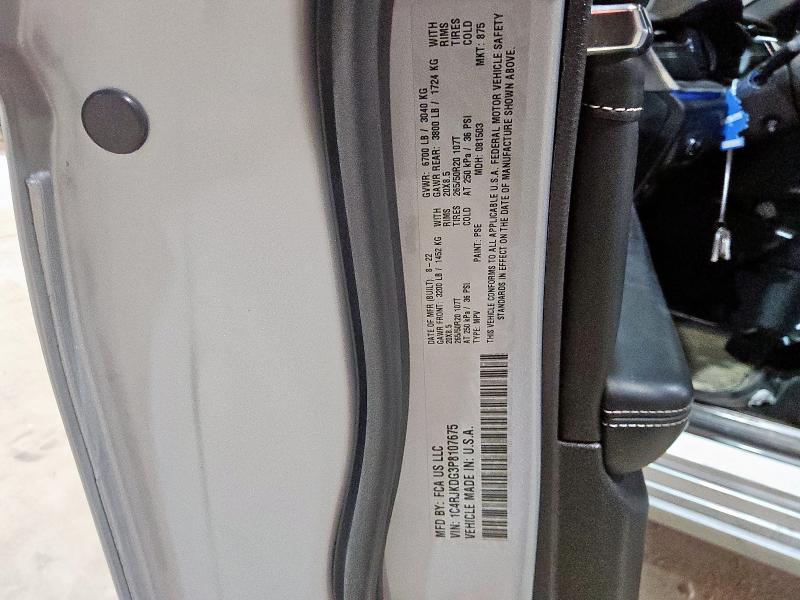 MFD BY: FCA US LLC
VIN: 1C4RJKDG3P8107675
VEHICLE MADE IN: U.S.A.
DATE OF MFR (BUILT): 8-22 GVWR: 6700 LB / 3040 KG
GAWR FRONT: 3200 LB / 1452 KG WITH GAWR REAR: 3800 LB / 1724 KG WITH
20X8.5 RIMS 20X8.5 RIMS
265/50R20 107T TIRES 265/50R20 107T TIRES
AT 250 kPa / 36 PSI COLD AT 250 kPa / 36 PSI COLD
TYPE: MPV PAINT: PSE MDH: 081503 MKT: 875
THIS VEHICLE CONFORMS TO ALL APPLICABLE U.S.A. FEDERAL MOTOR VEHICLE SAFETY
STANDARDS IN EFFECT ON THE DATE OF MANUFACTURE SHOWN ABOVE.